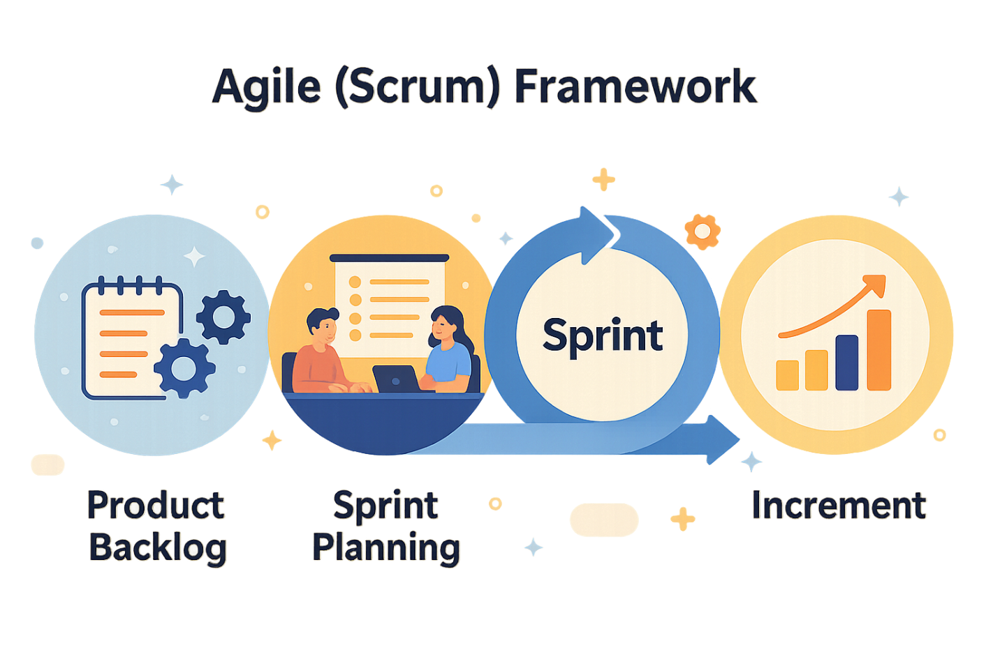 Agile (Scrum) Framework
Sprint
Product
Backlog
Sprint
Planning
Increment